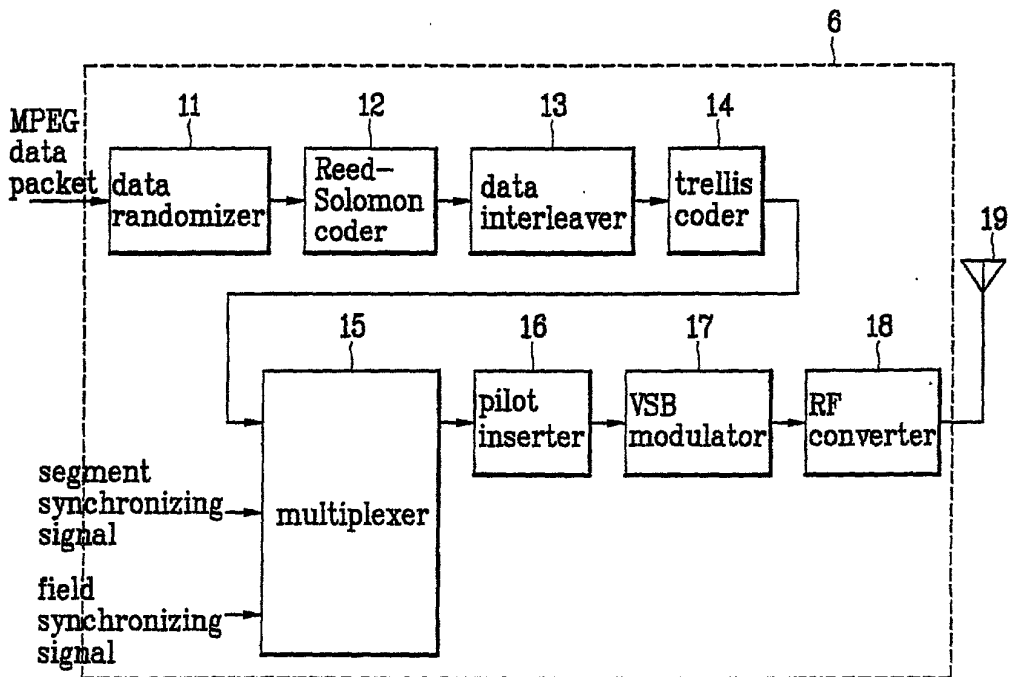 6
11
12
13
14
MPEG
data
packet
data
randomizer
Reed-
Solomon
coder
data
interleaver
trellis
coder
19
15
16
17
18
multiplexer
pilot
inserter
VSB
modulator
RF
converter
segment
synchronizing
signal
field
synchronizing
signal